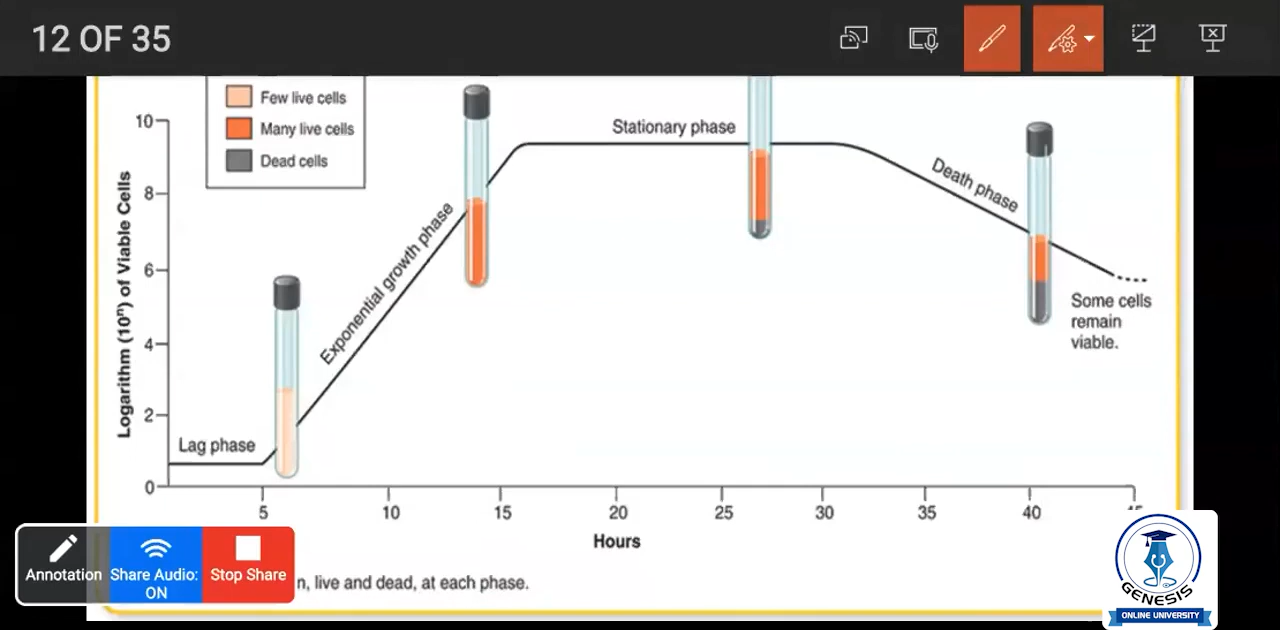 12 OF 35
Few live cells
Many live cells
Dead cells
Logarithm (10ⁿ) of Viable Cells
10
8
6
4
2
0
Lag phase
Exponential growth phase
Stationary phase
Death phase
Some cells
remain
viable.
5
10
15
20
25
30
35
40
Hours
n, live and dead, at each phase.
Annotation
Share Audio:
ON
Stop Share
GENESIS
ONLINE UNIVERSITY